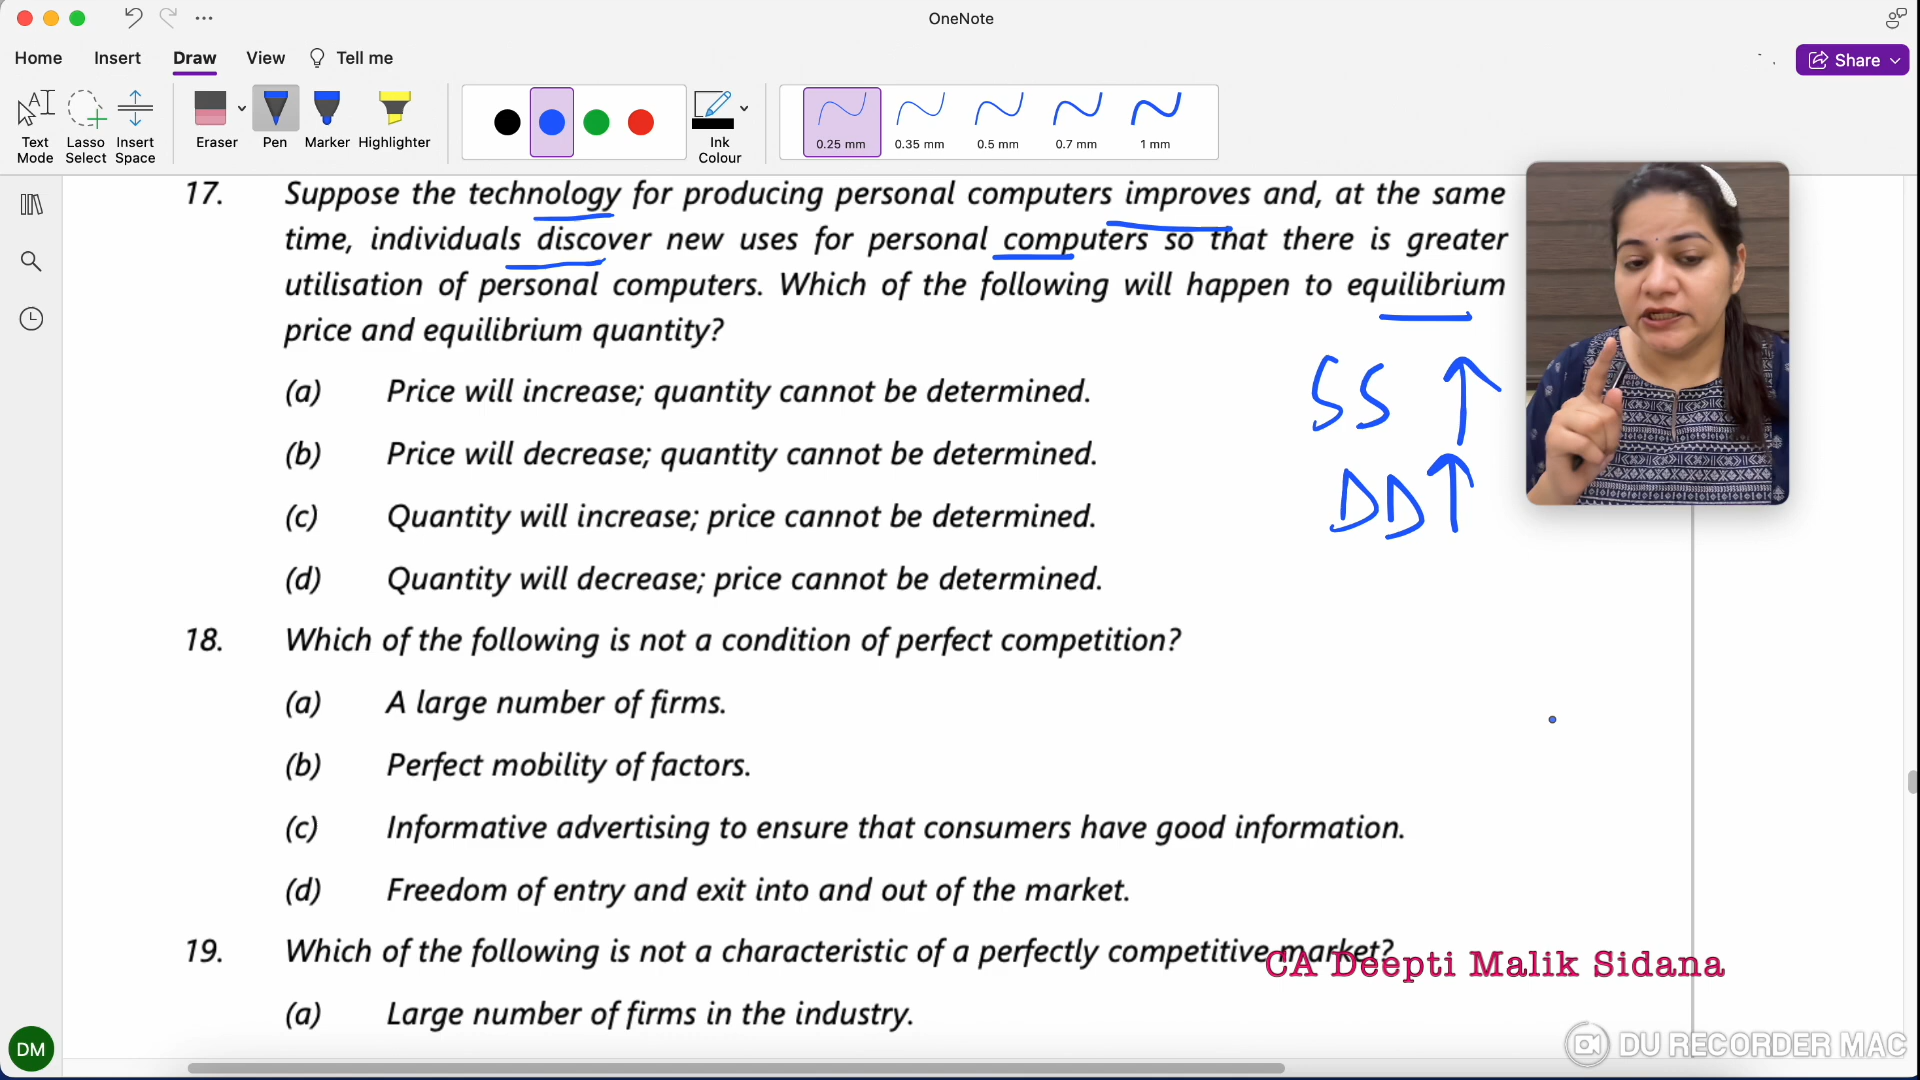 OneNote
Home Insert Draw View Tell me Share
Text Mode
Lasso Select
Insert Space
Eraser
Pen
Marker
Highlighter
Ink Colour
0.25 mm 0.35 mm 0.5 mm 0.7 mm 1 mm
17. Suppose the technology for producing personal computers improves and, at the same
time, individuals discover new uses for personal computers so that there is greater
utilisation of personal computers. Which of the following will happen to equilibrium
price and equilibrium quantity?
(a) Price will increase; quantity cannot be determined.
(b) Price will decrease; quantity cannot be determined.
(c) Quantity will increase; price cannot be determined.
(d) Quantity will decrease; price cannot be determined.
SS ↑
DD ↑
18. Which of the following is not a condition of perfect competition?
(a) A large number of firms.
(b) Perfect mobility of factors.
(c) Informative advertising to ensure that consumers have good information.
(d) Freedom of entry and exit into and out of the market.
19. Which of the following is not a characteristic of a perfectly competitive market?
CA Deepti Malik Sidana
(a) Large number of firms in the industry.
DM
DU RECORDER MAC